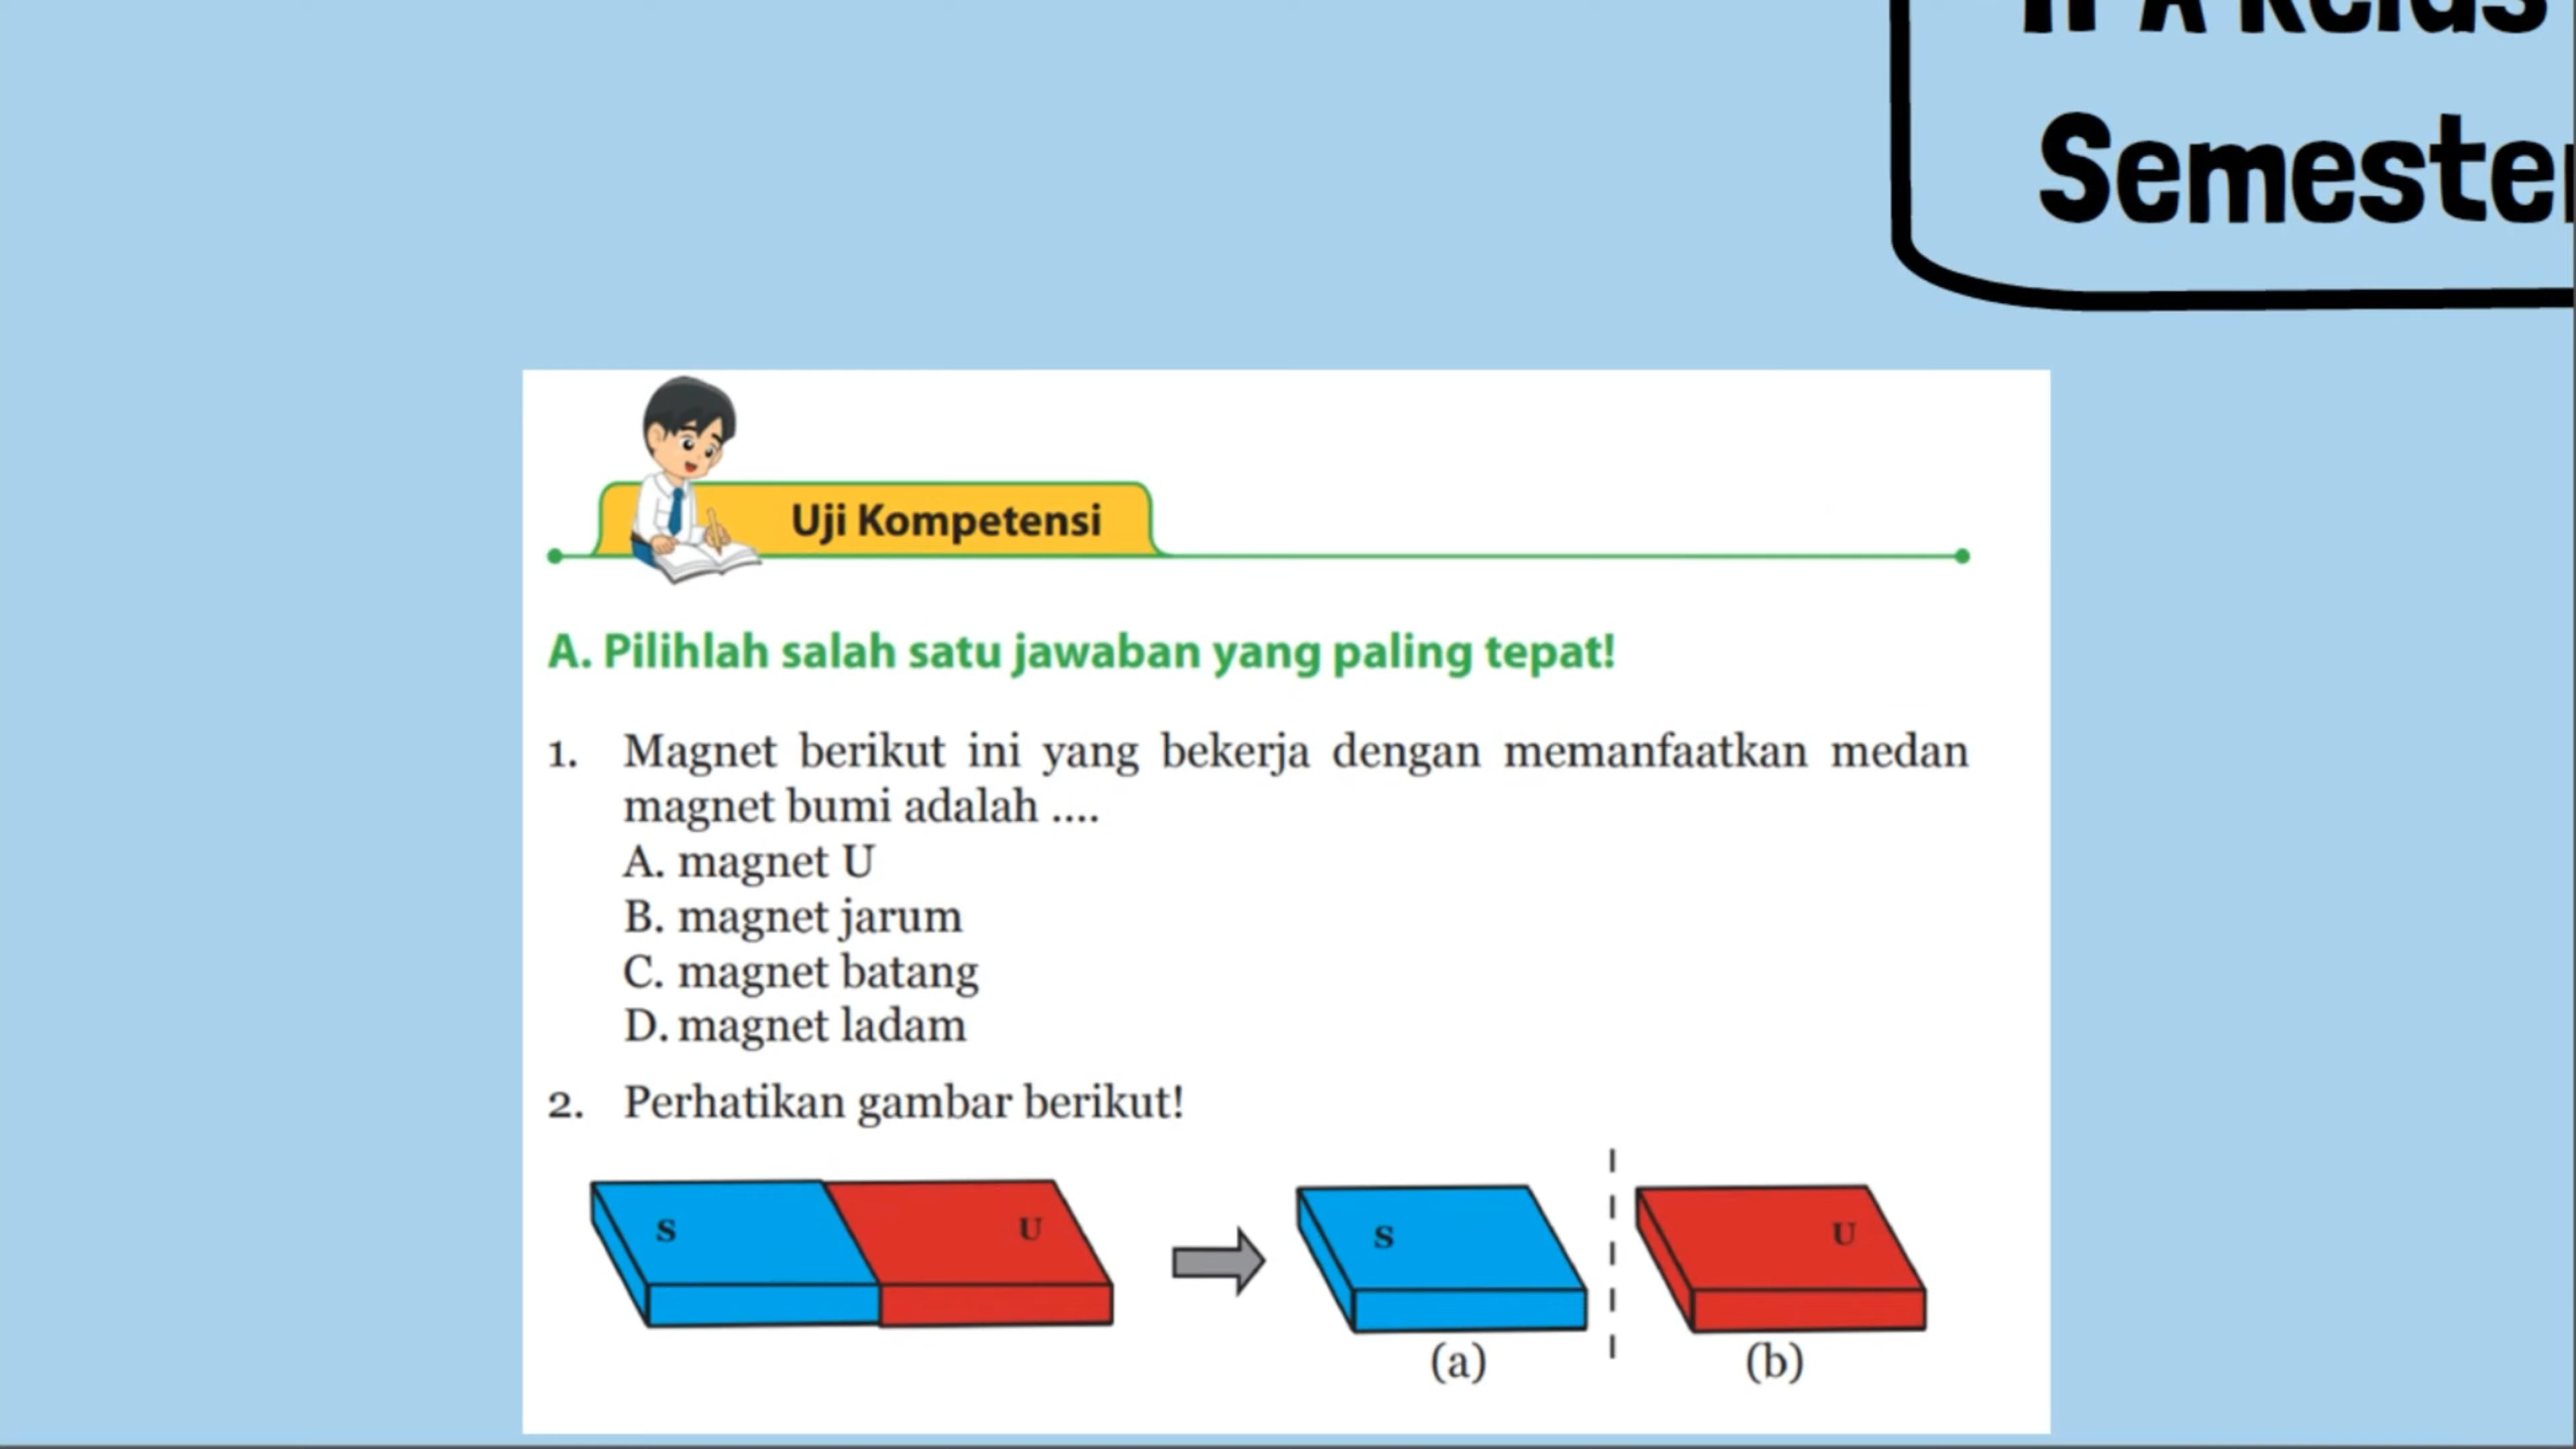 Semester
Uji Kompetensi
A. Pilihlah salah satu jawaban yang paling tepat!
1. Magnet berikut ini yang bekerja dengan memanfaatkan medan
magnet bumi adalah ....
A. magnet U
B. magnet jarum
C. magnet batang
D. magnet ladam
2. Perhatikan gambar berikut!
S U S U
(a) (b)